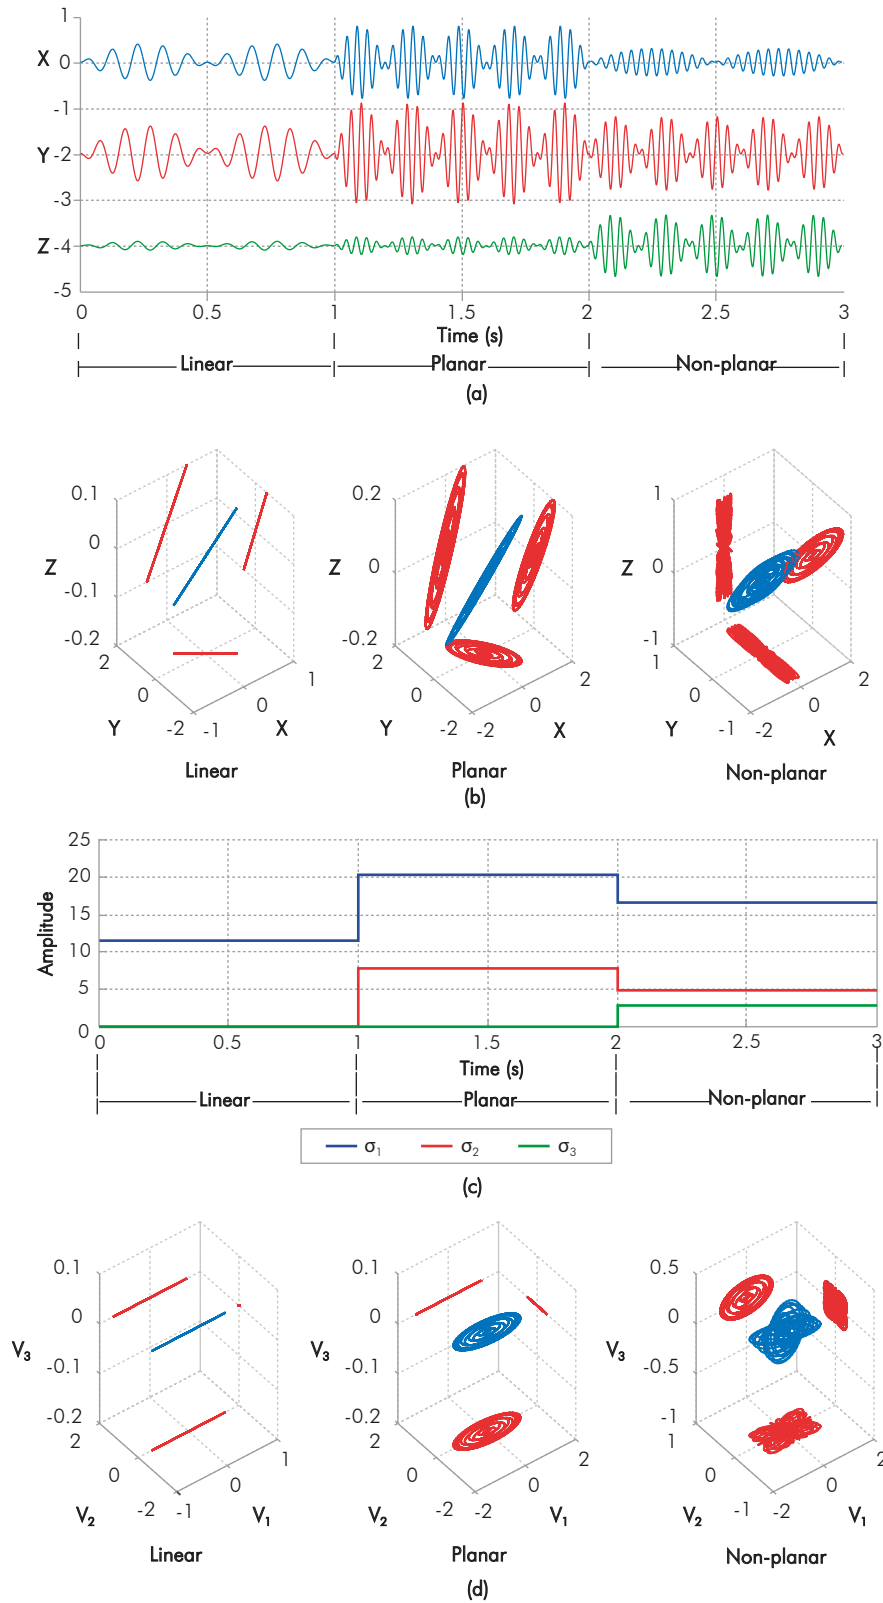 1
X 0
-1
Y -2
-3
Z -4
-5
0 0.5 1 1.5 2 2.5 3
Time (s)
Linear Planar Non-planar
(a)
0.1 0.2 1
0 0 0
Z Z Z
-0.1
-0.2 -0.2 -1
2 1 2 2 1 2
0 0 0 0 0 0
Y -2 -1 X Y -2 -2 X Y -1 -2 X
Linear Planar Non-planar
(b)
25
20
15
10
5
0
Amplitude
0 0.5 1 1.5 2 2.5 3
Time (s)
Linear Planar Non-planar
σ1 σ2 σ3
(c)
0.1 0.1 0.5
0 0 0
V3 V3 V3
-0.1 -0.1 -0.5
-0.2 -0.2 -1
2 1 2 2 1 2
0 0 0 0 0 0
V2 -2 -1 V1 V2 -2 -2 V1 V2 -1 -2 V1
Linear Planar Non-planar
(d)